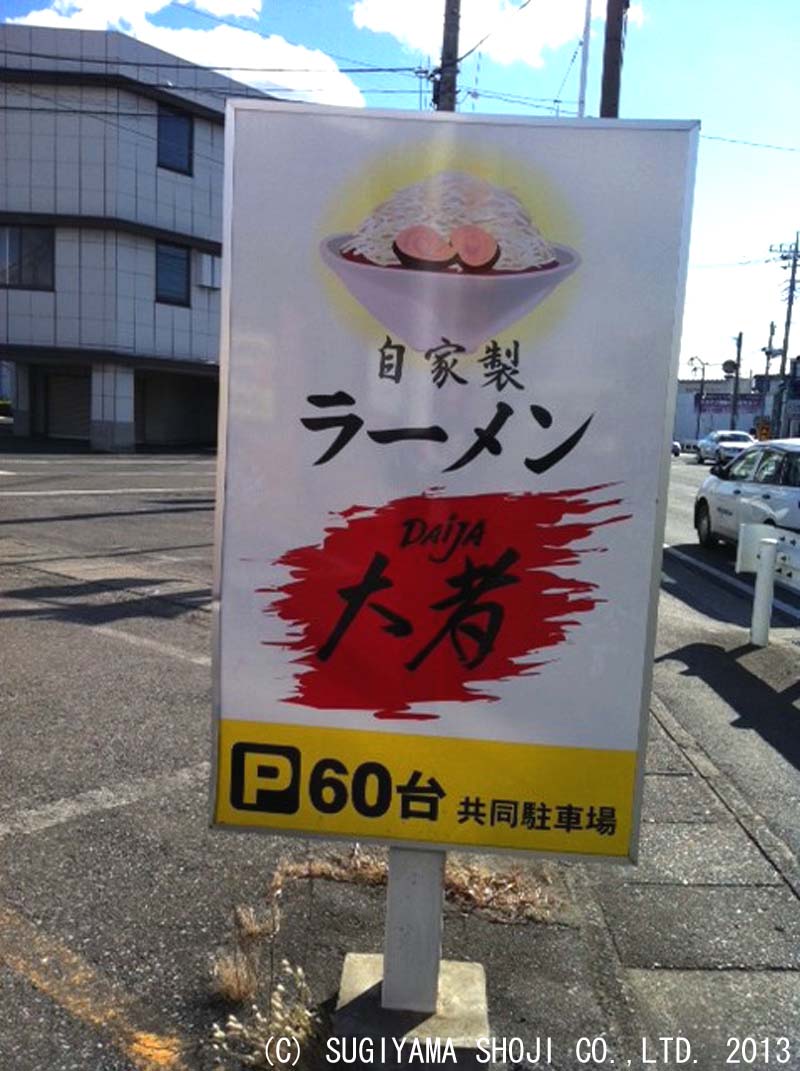 自家製
ラーメン
DAiJA
大者
P 60台 共同駐車場
(C) SUGIYAMA SHOJI CO.,LTD. 2013